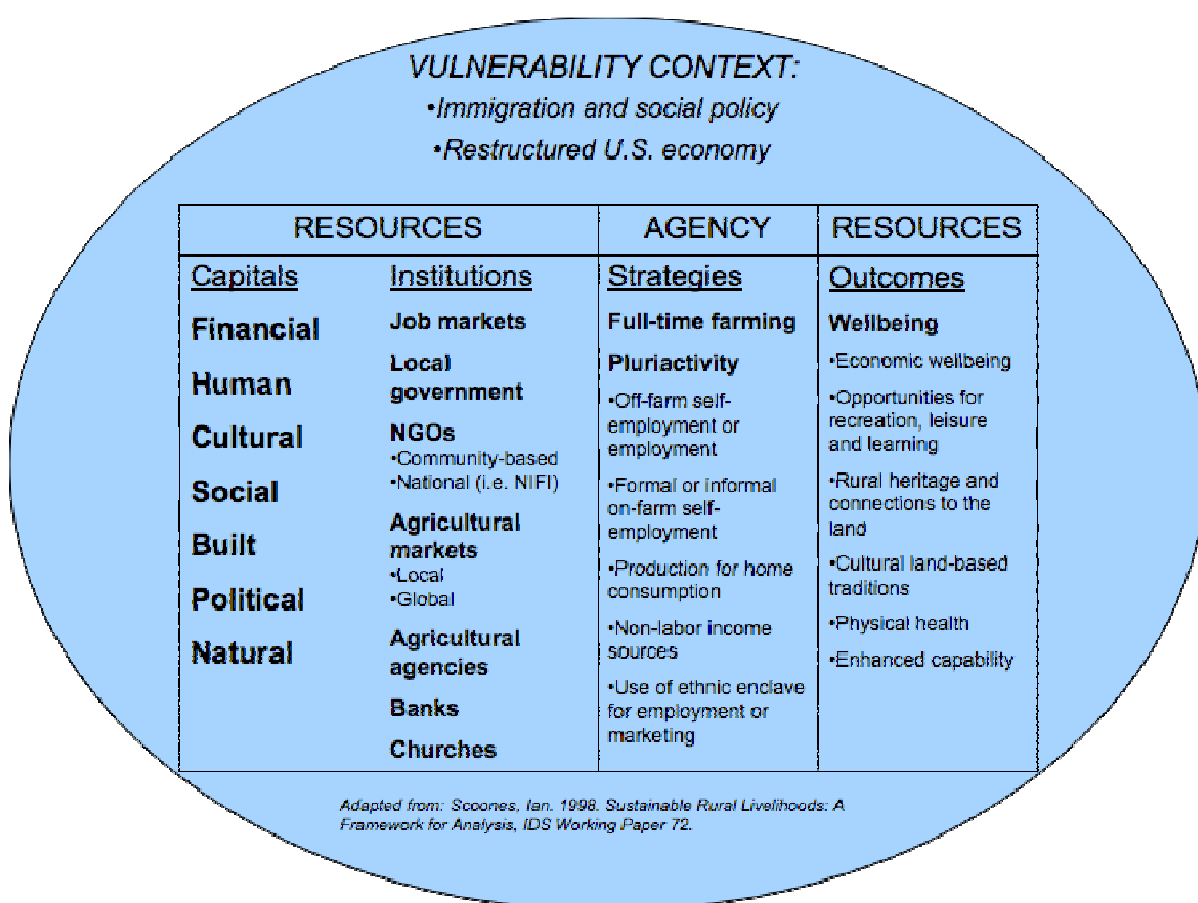 VULNERABILITY CONTEXT:
•Immigration and social policy
•Restructured U.S. economy
RESOURCES
AGENCY
RESOURCES
Capitals
Financial
Human
Cultural
Social
Built
Political
Natural
Institutions
Job markets
Local
government
NGOs
•Community-based
•National (i.e. NIFI)
Agricultural
markets
•Local
•Global
Agricultural
agencies
Banks
Churches
Strategies
Full-time farming
Pluriactivity
•Off-farm self-
employment or
employment
•Formal or informal
on-farm self-
employment
•Production for home
consumption
•Non-labor income
sources
•Use of ethnic enclave
for employment or
marketing
Outcomes
Wellbeing
•Economic wellbeing
•Opportunities for
recreation, leisure
and learning
•Rural heritage and
connections to the
land
•Cultural land-based
traditions
•Physical health
•Enhanced capability
Adapted from: Scoones, Ian. 1998. Sustainable Rural Livelihoods: A
Framework for Analysis, IDS Working Paper 72.